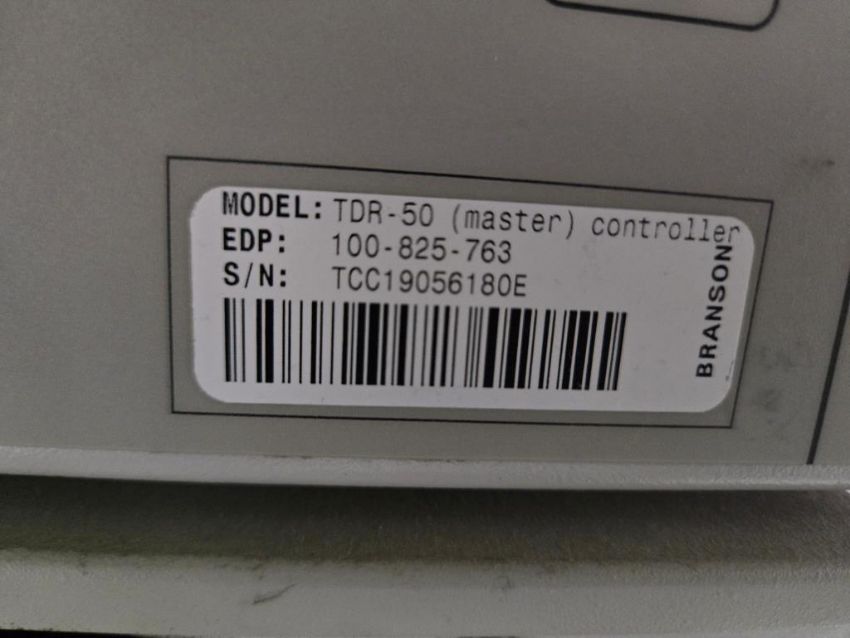 MODEL: TDR-50 (master) controller
EDP: 100-825-763
S/N: TCC19056180E
BRANSON